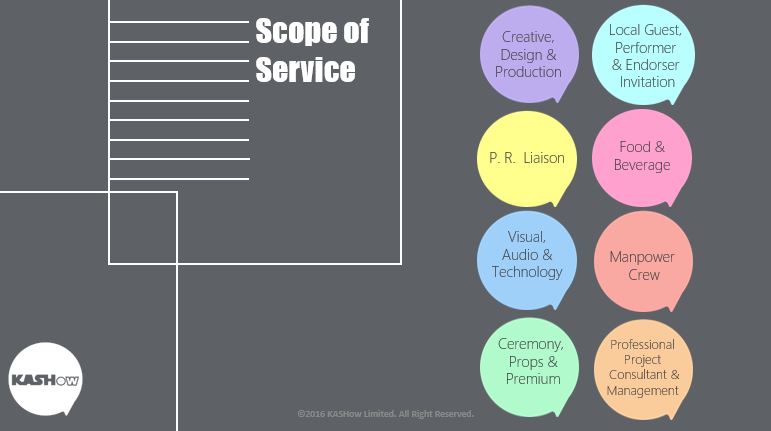 Scope of
Service
Creative,
Design &
Production
Local Guest,
Performer
& Endorser
Invitation
P. R. Liaison
Food &
Beverage
Visual,
Audio &
Technology
Manpower
Crew
Ceremony,
Props &
Premium
Professional
Project
Consultant &
Management
KASHow
©2016 KASHow Limited. All Right Reserved.